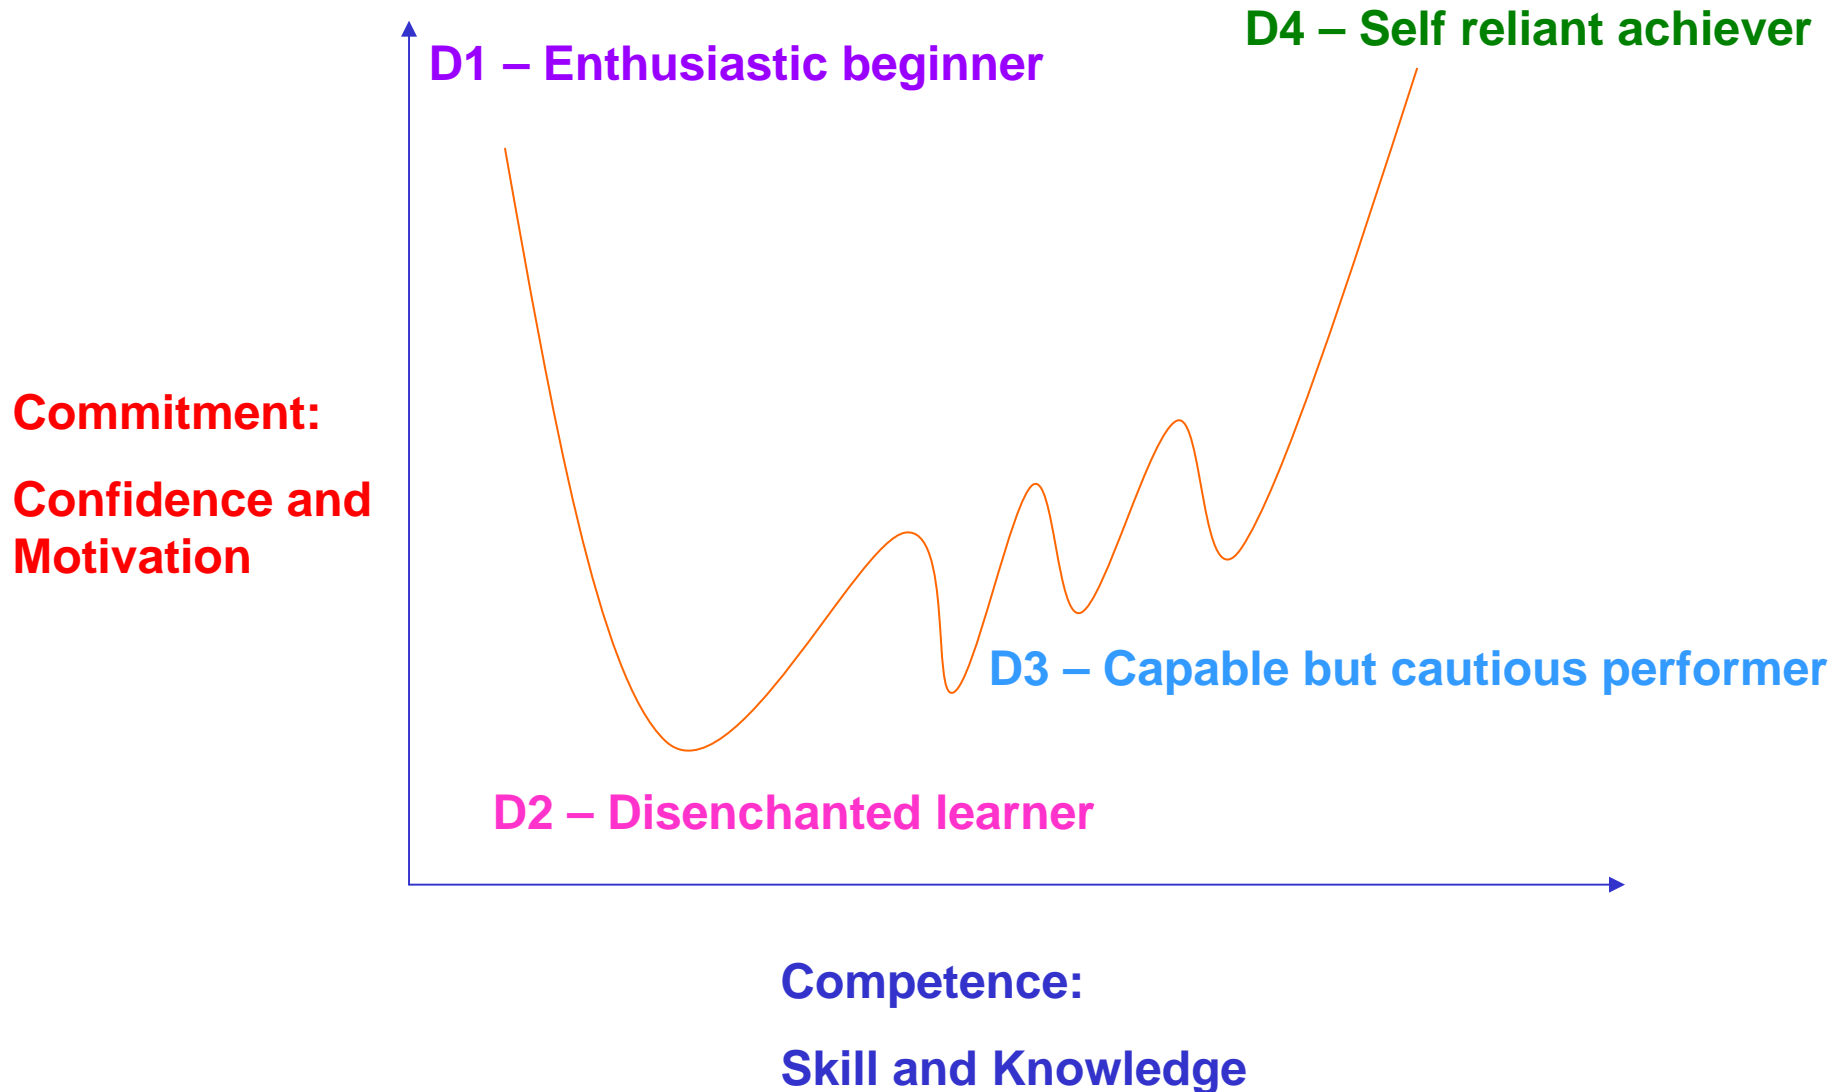 D4 – Self reliant achiever
D1 – Enthusiastic beginner
Commitment:
Confidence and
Motivation
D3 – Capable but cautious performer
D2 – Disenchanted learner
Competence:
Skill and Knowledge